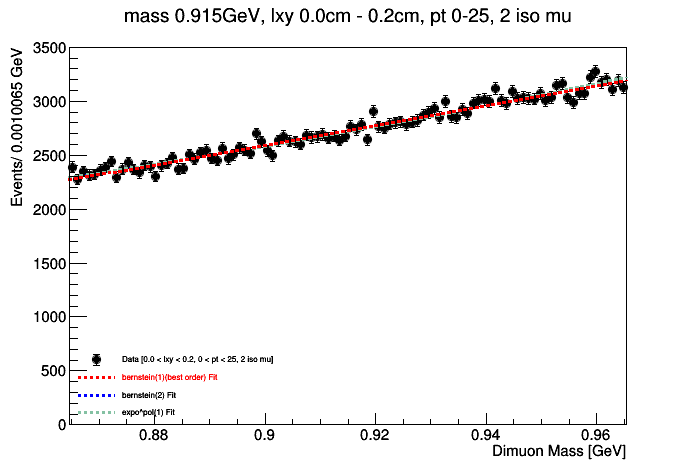 mass 0.915GeV, lxy 0.0cm - 0.2cm, pt 0-25, 2 iso mu
Events/ 0.0010065 GeV
3500
3000
2500
2000
1500
1000
500
0
Data [0.0 < lxy < 0.2, 0 < pt < 25, 2 iso mu]
bernstein(1)(best order) Fit
bernstein(2) Fit
expo^pol(1) Fit
0.88 0.9 0.92 0.94 0.96
Dimuon Mass [GeV]